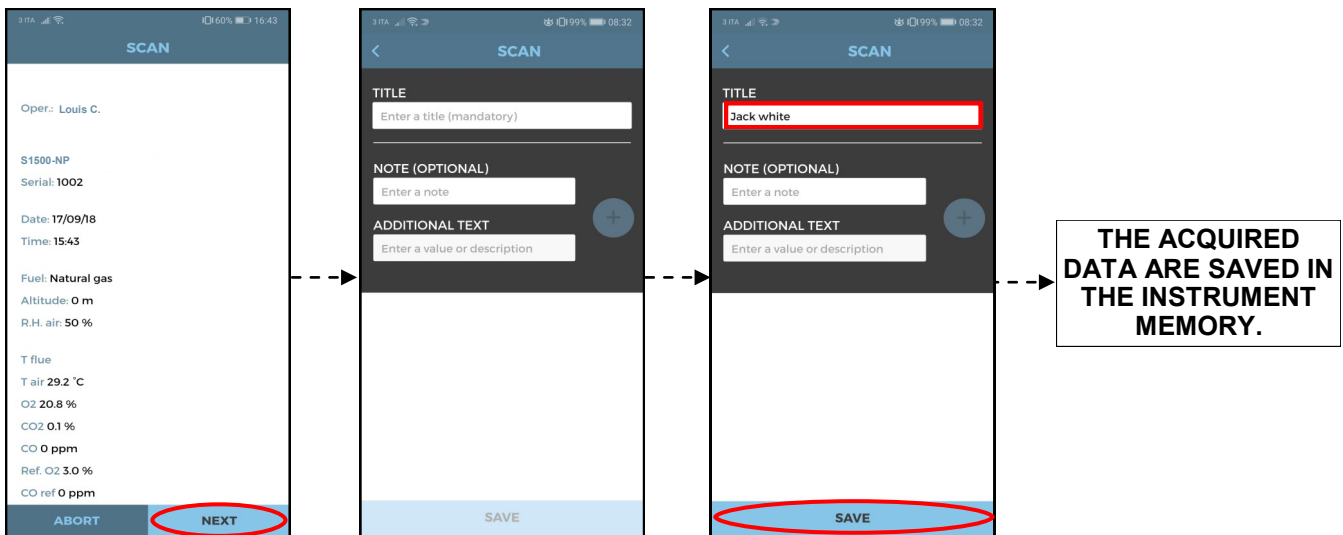 3 ITA 60% 16:43
SCAN
Oper.: Louis C.
S1500-NP
Serial: 1002
Date: 17/09/18
Time: 15:43
Fuel: Natural gas
Altitude: 0 m
R.H. air: 50 %
T flue
T air 29.2 °C
O2 20.8 %
CO2 0.1 %
CO 0 ppm
Ref. O2 3.0 %
CO ref 0 ppm
ABORT NEXT
3 ITA 99% 08:32
SCAN
TITLE
Enter a title (mandatory)
NOTE (OPTIONAL)
Enter a note
+
ADDITIONAL TEXT
Enter a value or description
SAVE
3 ITA 99% 08:32
SCAN
TITLE
Jack white
NOTE (OPTIONAL)
Enter a note
+
ADDITIONAL TEXT
Enter a value or description
SAVE
THE ACQUIRED
DATA ARE SAVED IN
THE INSTRUMENT
MEMORY.